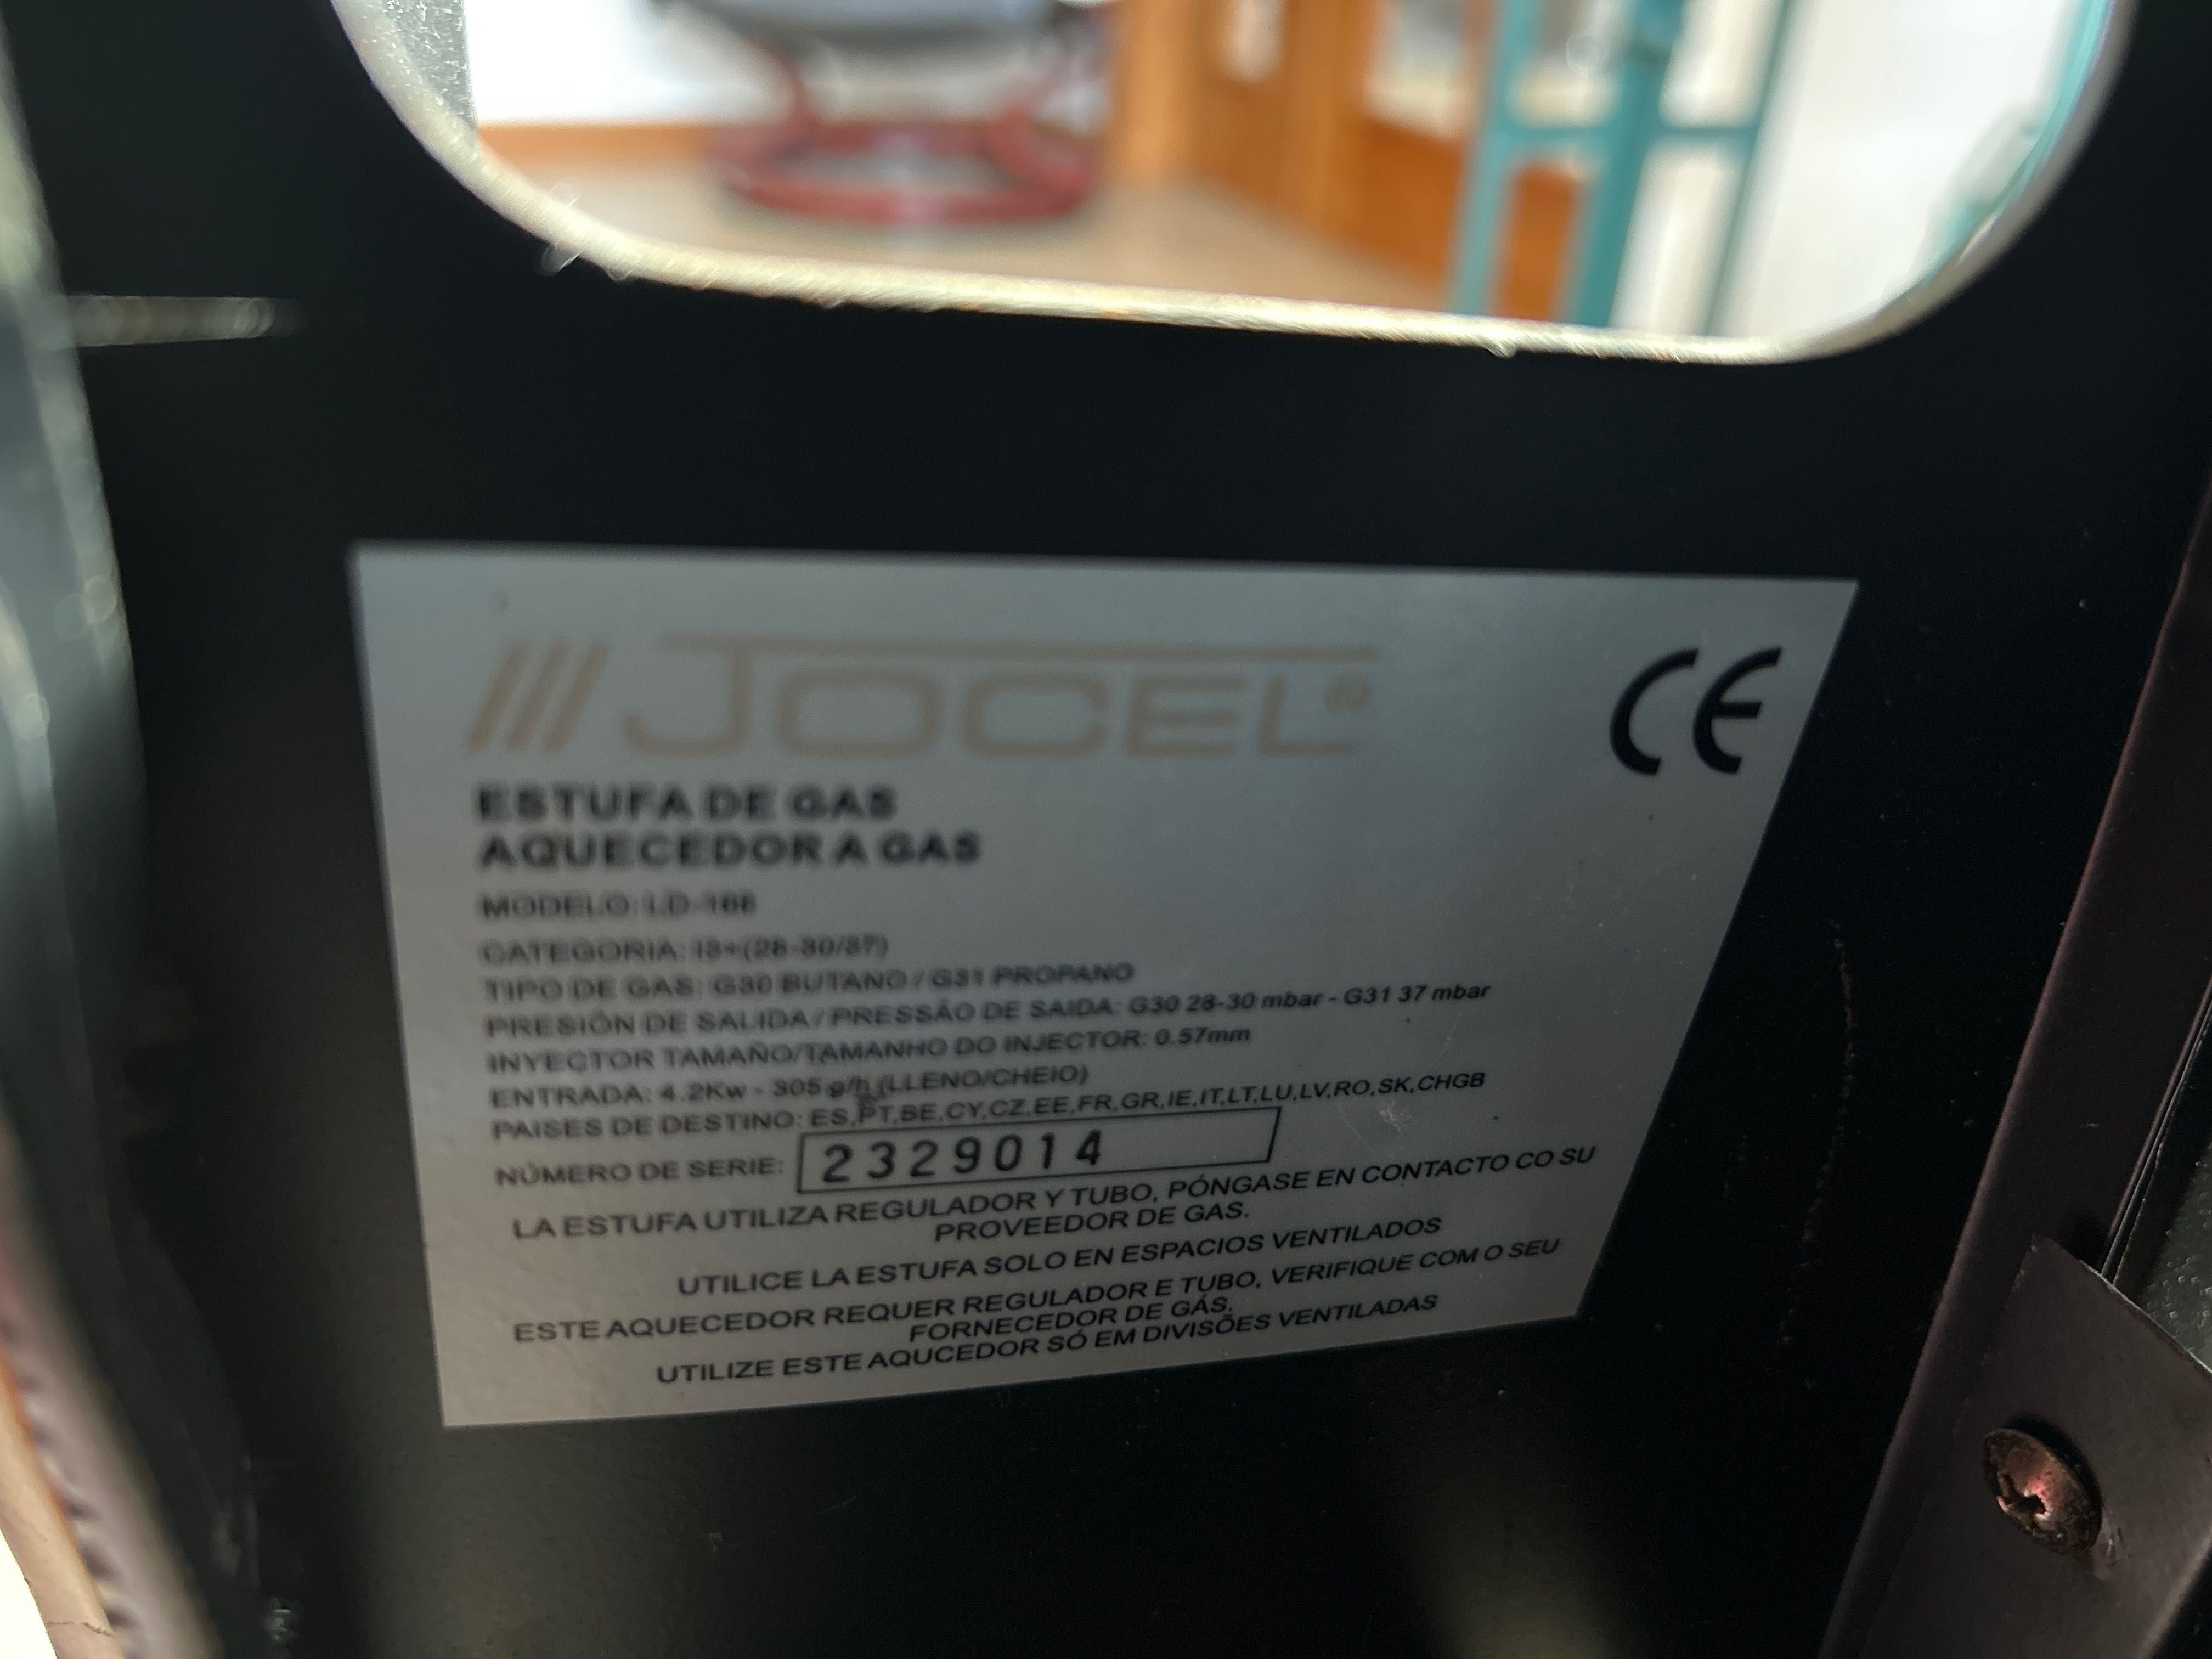 JOCEL®
CE
ESTUFA DE GAS
AQUECEDOR A GAS
MODELO:
CATEGORIA: I3+(28-30/37)
TIPO DE GAS: G30 BUTANO / G31 PROPANO
PRESIÓN DE SALIDA / PRESSÃO DE SAIDA: G30 28-30 mbar - G31 37 mbar
INYECTOR TAMAÑO/TAMANHO DO INJECTOR: 0.57mm
ENTRADA: 4.2Kw - 305 g/h (LLENO/CHEIO)
PAISES DE DESTINO: ES,PT,BE,CY,CZ,EE,FR,GR,IE,IT,LT,LU,LV,RO,SK,CHGB
NÚMERO DE SERIE: 2329014
LA ESTUFA UTILIZA REGULADOR Y TUBO, PÓNGASE EN CONTACTO CO SU
PROVEEDOR DE GAS.
UTILICE LA ESTUFA SOLO EN ESPACIOS VENTILADOS
ESTE AQUECEDOR REQUER REGULADOR E TUBO, VERIFIQUE COM O SEU
FORNECEDOR DE GÁS.
UTILIZE ESTE AQUCEDOR SÓ EM DIVISÕES VENTILADAS